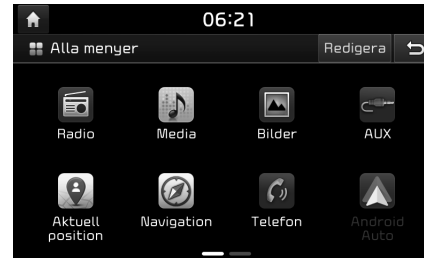 06:21
Alla menyer
Redigera
Radio
Media
Bilder
AUX
Aktuell
position
Navigation
Telefon
Android
Auto